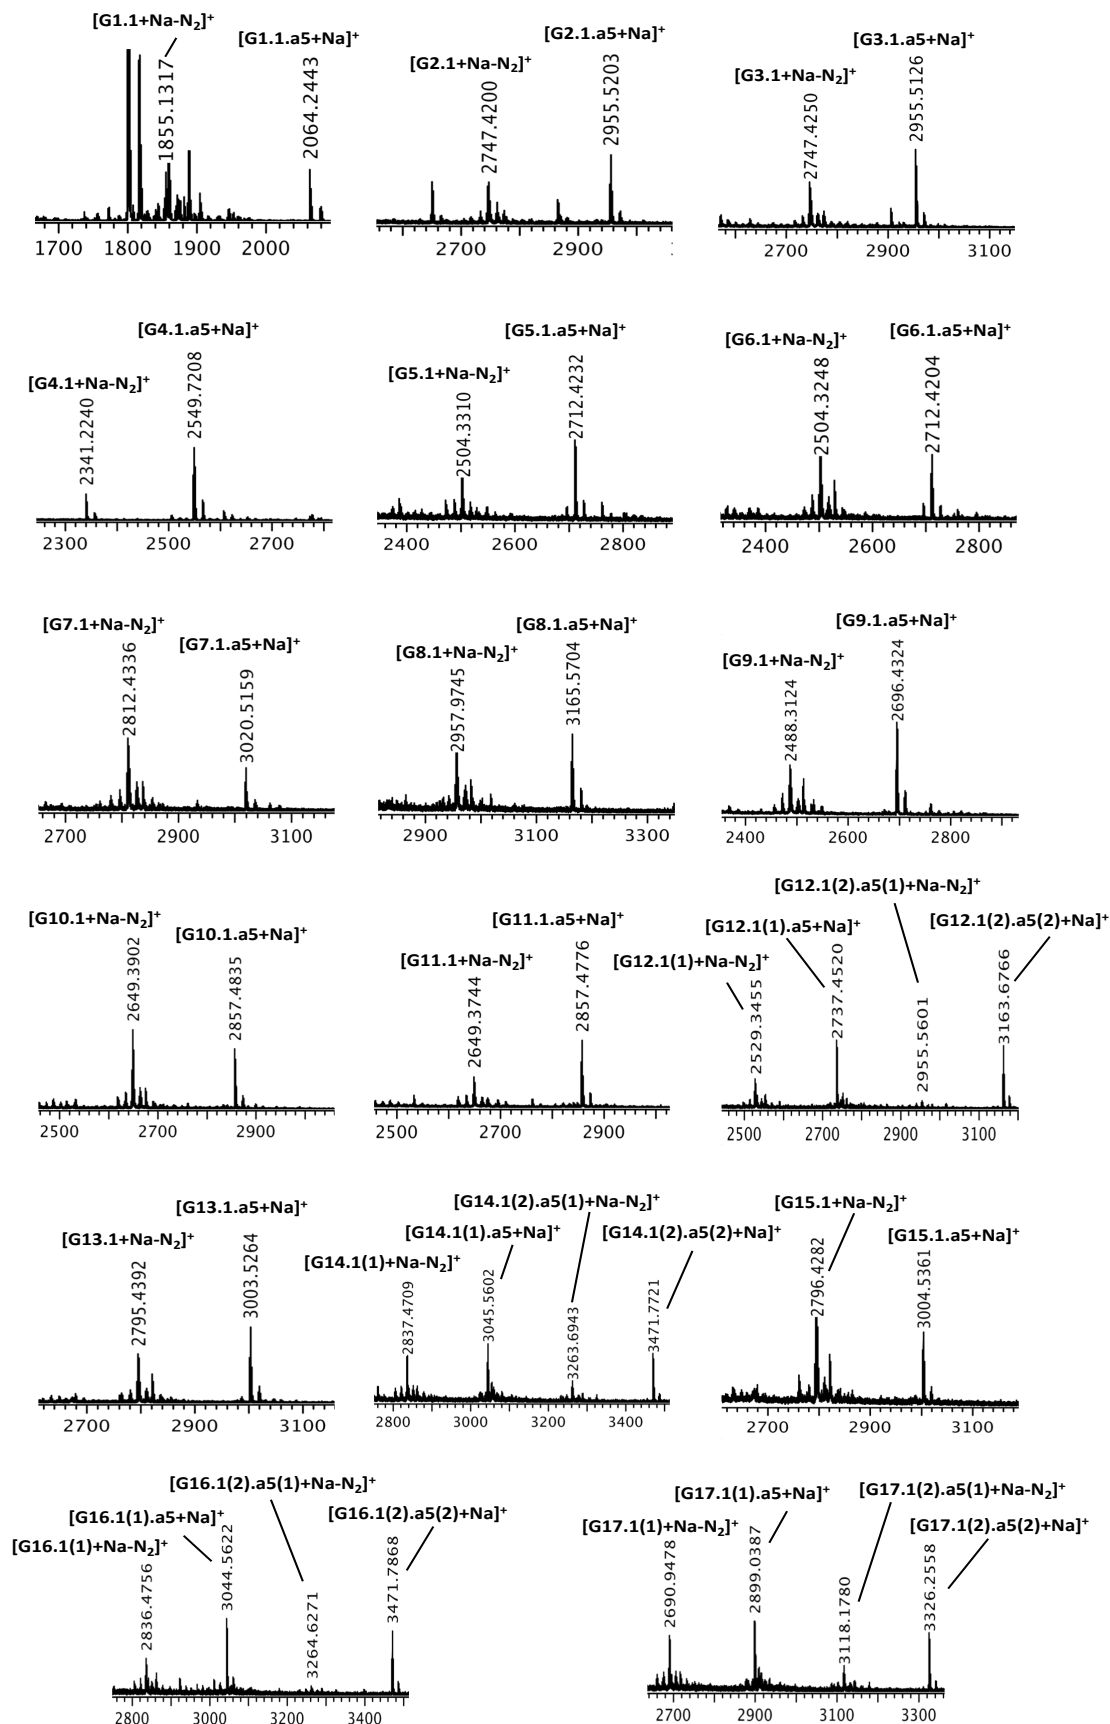 [G1.1+Na-N₂]⁺
[G1.1.a5+Na]⁺
1855.1317
2064.2443
1700 1800 1900 2000
[G2.1+Na-N₂]⁺
[G2.1.a5+Na]⁺
2747.4200
2955.5203
2700 2900
[G3.1+Na-N₂]⁺
[G3.1.a5+Na]⁺
2747.4250
2955.5126
2700 2900 3100
[G4.1+Na-N₂]⁺
[G4.1.a5+Na]⁺
2341.2240
2549.7208
2300 2500 2700
[G5.1+Na-N₂]⁺
[G5.1.a5+Na]⁺
2504.3310
2712.4232
2400 2600 2800
[G6.1+Na-N₂]⁺
[G6.1.a5+Na]⁺
2504.3248
2712.4204
2400 2600 2800
[G7.1+Na-N₂]⁺
[G7.1.a5+Na]⁺
2812.4336
3020.5159
2700 2900 3100
[G8.1+Na-N₂]⁺
[G8.1.a5+Na]⁺
2957.9745
3165.5704
2900 3100 3300
[G9.1+Na-N₂]⁺
[G9.1.a5+Na]⁺
2488.3124
2696.4324
2400 2600 2800
[G10.1+Na-N₂]⁺
[G10.1.a5+Na]⁺
2649.3902
2857.4835
2500 2700 2900
[G11.1+Na-N₂]⁺
[G11.1.a5+Na]⁺
2649.3744
2857.4776
2500 2700 2900
[G12.1(2).a5(1)+Na-N₂]⁺
[G12.1(1).a5+Na]⁺
[G12.1(2).a5(2)+Na]⁺
[G12.1(1)+Na-N₂]⁺
2529.3455
2737.4520
2955.5601
3163.6766
2500 2700 2900 3100
[G13.1+Na-N₂]⁺
[G13.1.a5+Na]⁺
2795.4392
3003.5264
2700 2900 3100
[G14.1(2).a5(1)+Na-N₂]⁺
[G14.1(1).a5+Na]⁺
[G14.1(2).a5(2)+Na]⁺
[G14.1(1)+Na-N₂]⁺
2837.4709
3045.5602
3263.6943
3471.7721
2800 3000 3200 3400
[G15.1+Na-N₂]⁺
[G15.1.a5+Na]⁺
2796.4282
3004.5361
2700 2900 3100
[G16.1(2).a5(1)+Na-N₂]⁺
[G16.1(1).a5+Na]⁺
[G16.1(2).a5(2)+Na]⁺
[G16.1(1)+Na-N₂]⁺
2836.4756
3044.5622
3264.6271
3471.7868
2800 3000 3200 3400
[G17.1(1).a5+Na]⁺
[G17.1(2).a5(1)+Na-N₂]⁺
[G17.1(1)+Na-N₂]⁺
[G17.1(2).a5(2)+Na]⁺
2690.9478
2899.0387
3118.1780
3326.2558
2700 2900 3100 3300